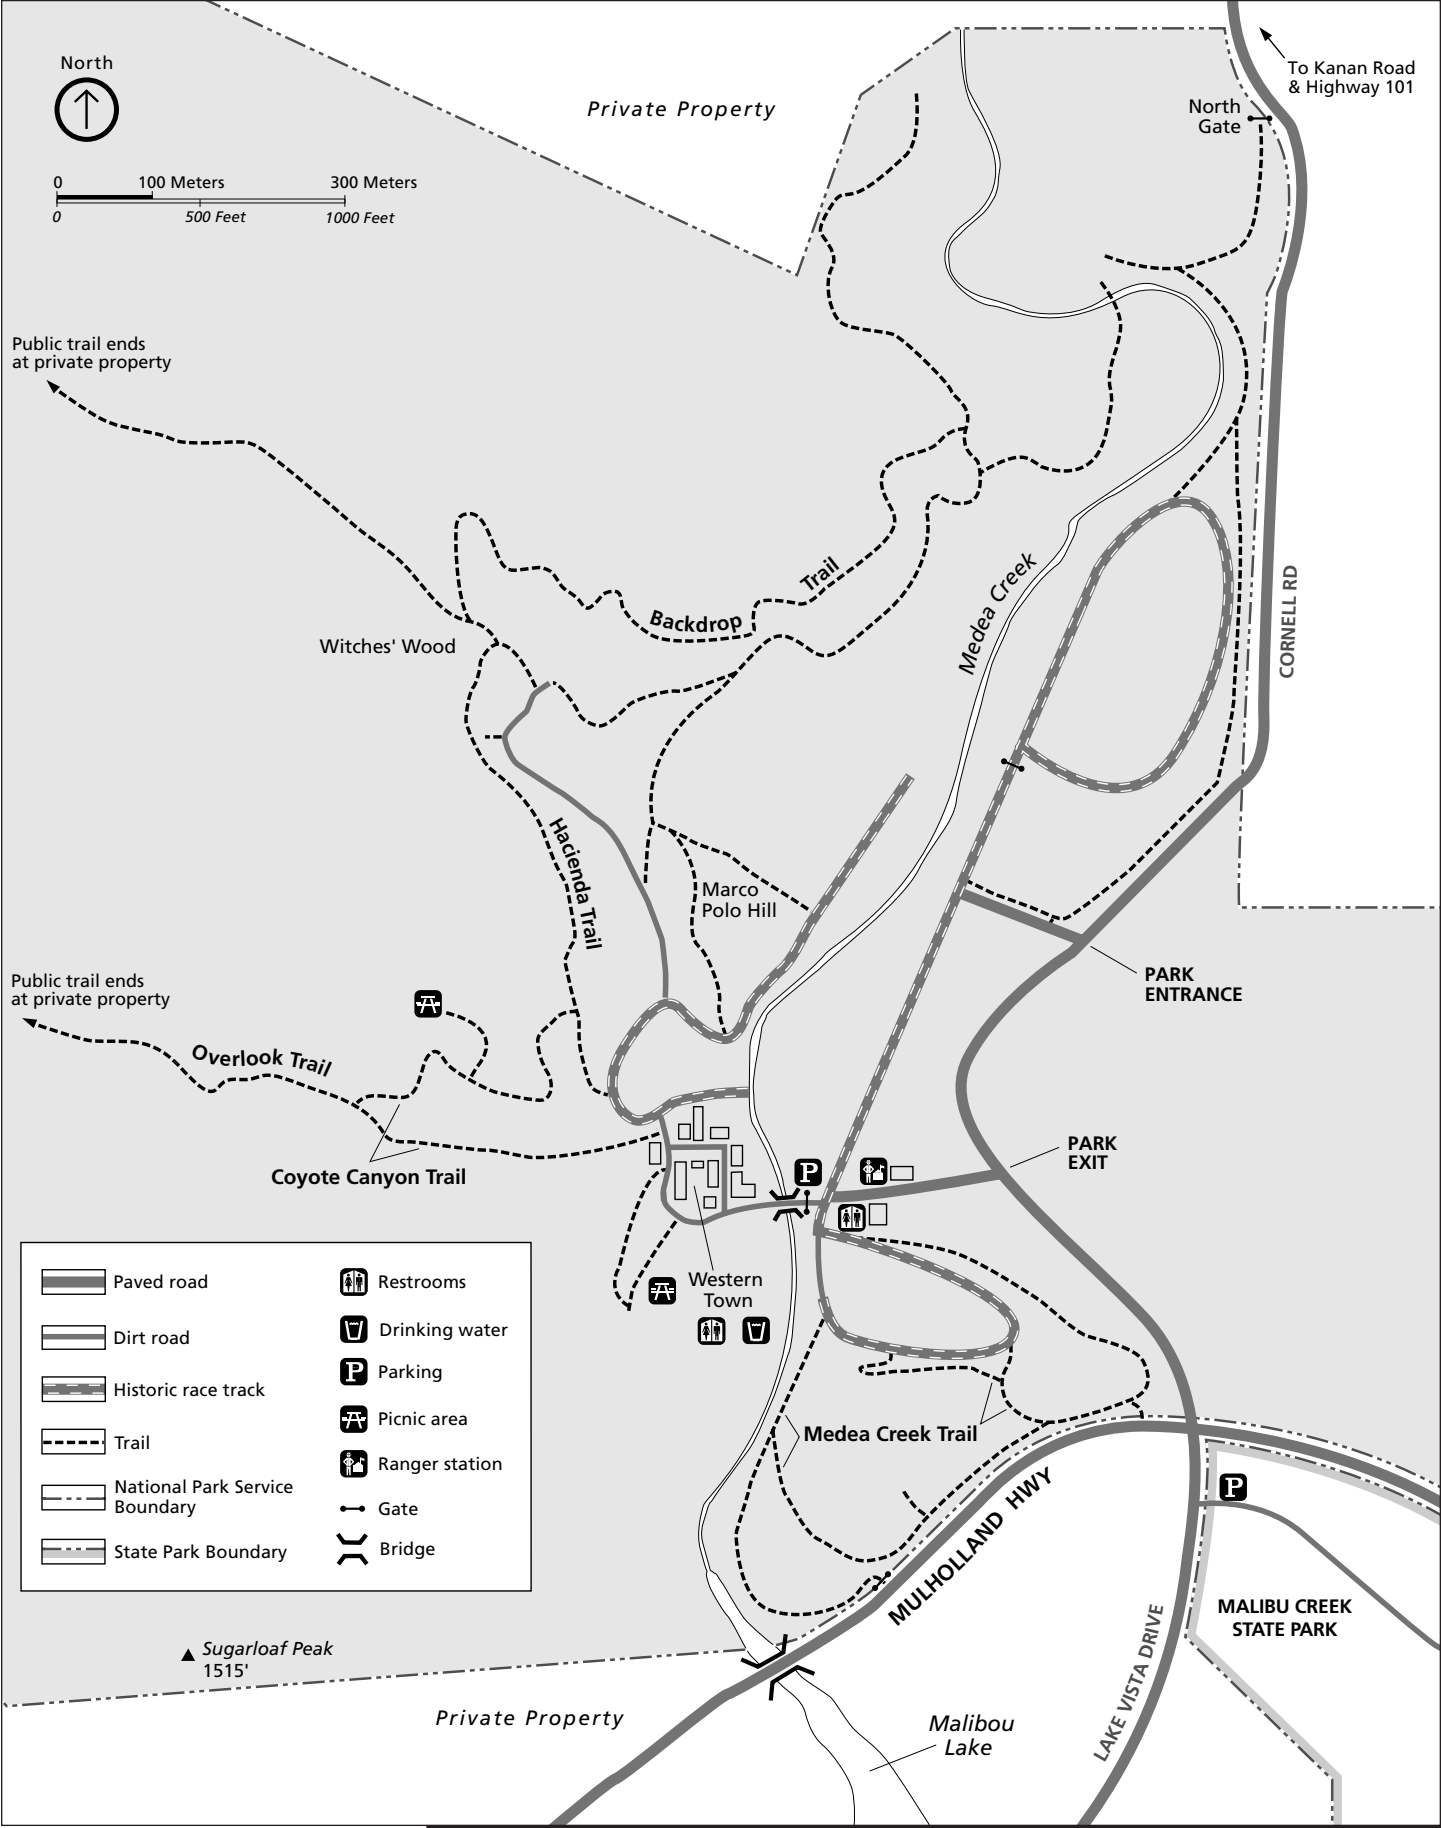 North
0 100 Meters 300 Meters
0 500 Feet 1000 Feet
Private Property
To Kanan Road
& Highway 101
North
Gate
Public trail ends
at private property
Backdrop Trail
Medea Creek
CORNELL RD
Witches' Wood
Hacienda Trail
Marco
Polo Hill
PARK
ENTRANCE
Public trail ends
at private property
Overlook Trail
Coyote Canyon Trail
P
PARK
EXIT
Western
Town
Medea Creek Trail
MULHOLLAND HWY
P
Paved road
Dirt road
Historic race track
Trail
National Park Service
Boundary
State Park Boundary
Restrooms
Drinking water
P Parking
Picnic area
Ranger station
Gate
Bridge
Sugarloaf Peak
1515'
Private Property
Malibou
Lake
LAKE VISTA DRIVE
MALIBU CREEK
STATE PARK